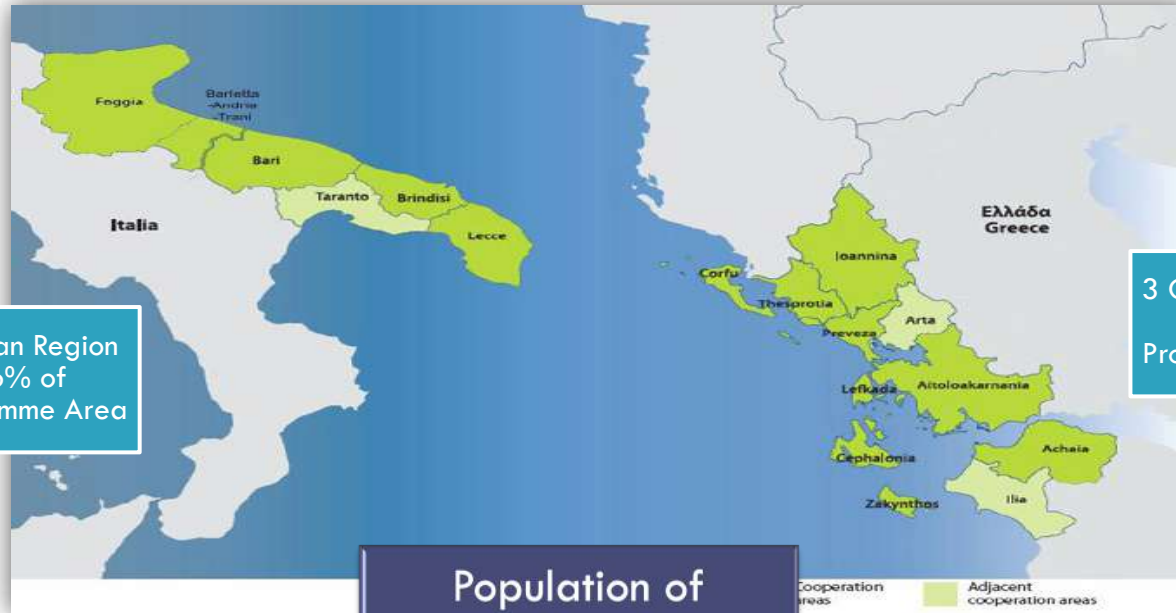 Foggia
Barletta
-Andria
-Trani
Bari
Taranto
Brindisi
Lecce
Italia
Ελλάδα
Greece
Ioannina
Corfu
Thesprotia
Arta
Preveza
Lefkada
Aitoloakarnania
Cephalonia
Achaia
Zakynthos
Ilia
an Region
% of
mme Area
3
Pro
Population of
Cooperation
areas
Adjacent
cooperation areas